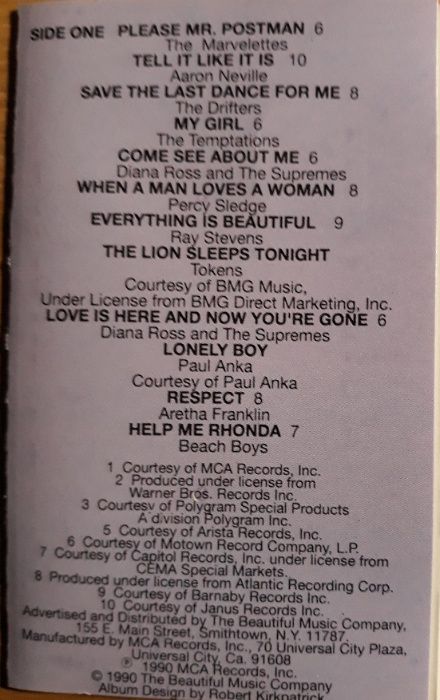 SIDE ONE PLEASE MR. POSTMAN 6
The Marvelettes
TELL IT LIKE IT IS 10
Aaron Neville
SAVE THE LAST DANCE FOR ME 8
The Drifters
MY GIRL 6
The Temptations
COME SEE ABOUT ME 6
Diana Ross and The Supremes
WHEN A MAN LOVES A WOMAN 8
Percy Sledge
EVERYTHING IS BEAUTIFUL 9
Ray Stevens
THE LION SLEEPS TONIGHT
Tokens
Courtesy of BMG Music,
Under License from BMG Direct Marketing, Inc.
LOVE IS HERE AND NOW YOU'RE GONE 6
Diana Ross and The Supremes
LONELY BOY
Paul Anka
Courtesy of Paul Anka
RESPECT 8
Aretha Franklin
HELP ME RHONDA 7
Beach Boys
1 Courtesy of MCA Records, Inc.
2 Produced under license from
Warner Bros. Records Inc.
3 Courtesy of Polygram Special Products
A division Polygram Inc.
5 Courtesy of Arista Records, Inc.
6 Courtesy of Motown Record Company, L.P.
7 Courtesy of Capitol Records, Inc. under license from
CEMA Special Markets.
8 Produced under license from Atlantic Recording Corp.
9 Courtesy of Barnaby Records Inc.
10 Courtesy of Janus Records Inc.
Advertised and Distributed by The Beautiful Music Company,
155 E. Main Street, Smithtown, N.Y. 11787.
Manufactured by MCA Records, Inc., 70 Universal City Plaza,
Universal City, Ca. 91608
℗ 1990 MCA Records, Inc.
© 1990 The Beautiful Music Company
Album Design by Robert Kirkpatrick